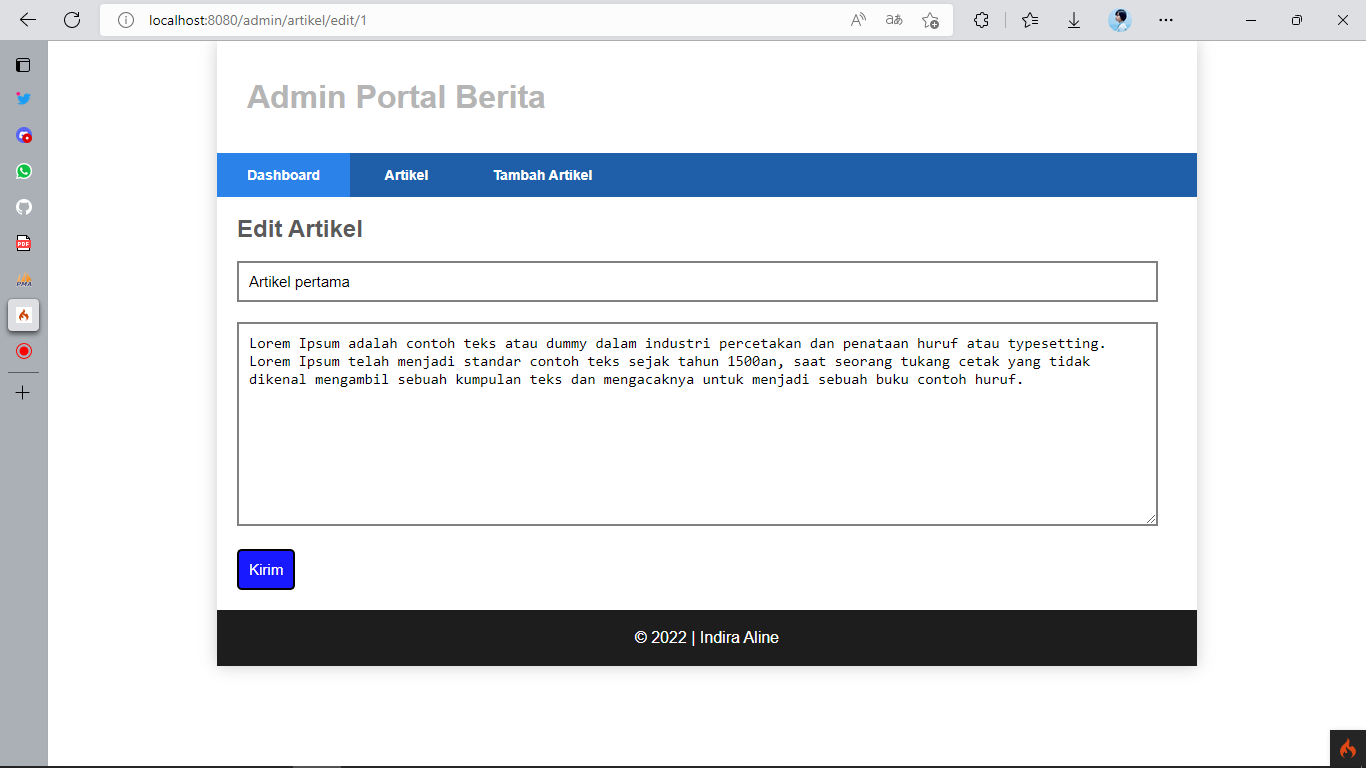 localhost:8080/admin/artikel/edit/1
Admin Portal Berita
Dashboard Artikel Tambah Artikel
Edit Artikel
Artikel pertama
Lorem Ipsum adalah contoh teks atau dummy dalam industri percetakan dan penataan huruf atau typesetting.
Lorem Ipsum telah menjadi standar contoh teks sejak tahun 1500an, saat seorang tukang cetak yang tidak
dikenal mengambil sebuah kumpulan teks dan mengacaknya untuk menjadi sebuah buku contoh huruf.
Kirim
© 2022 | Indira Aline
PDF
PMA